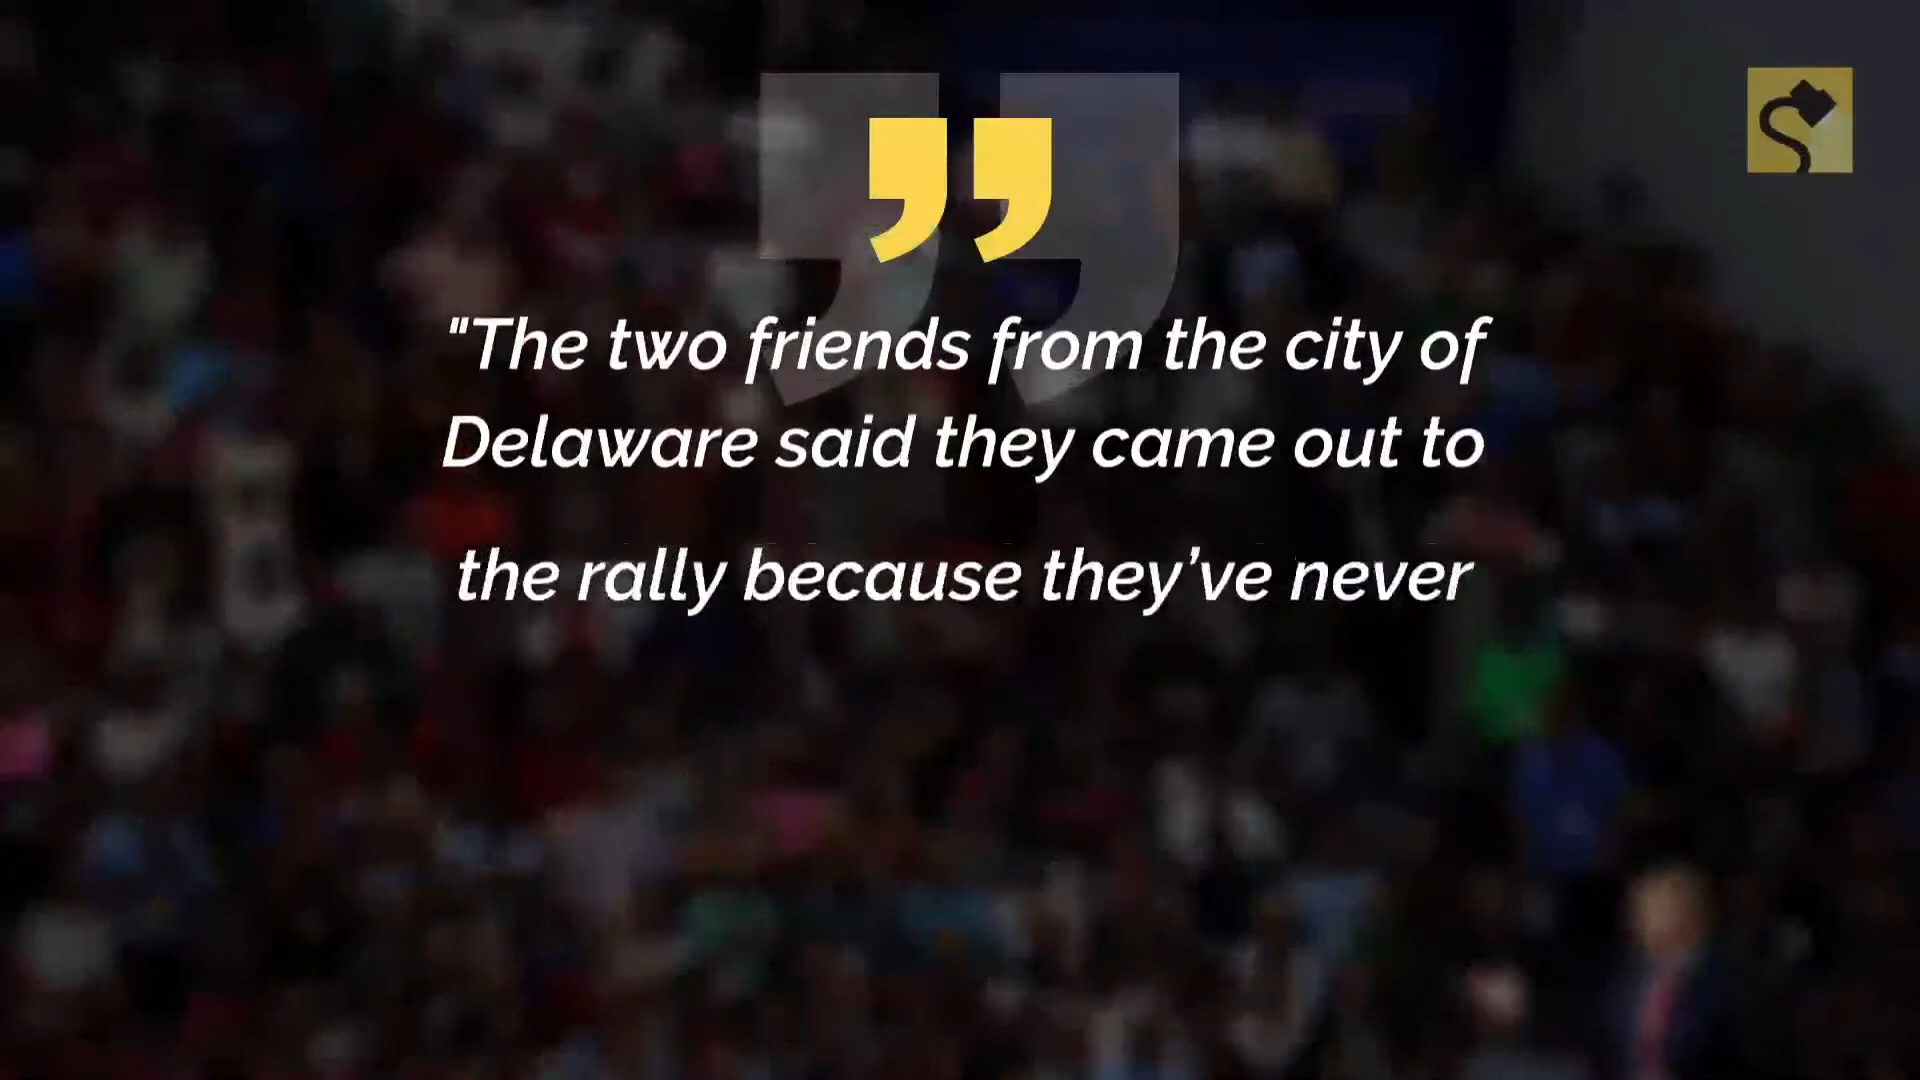 "The two friends from the city of
Delaware said they came out to
the rally because they’ve never